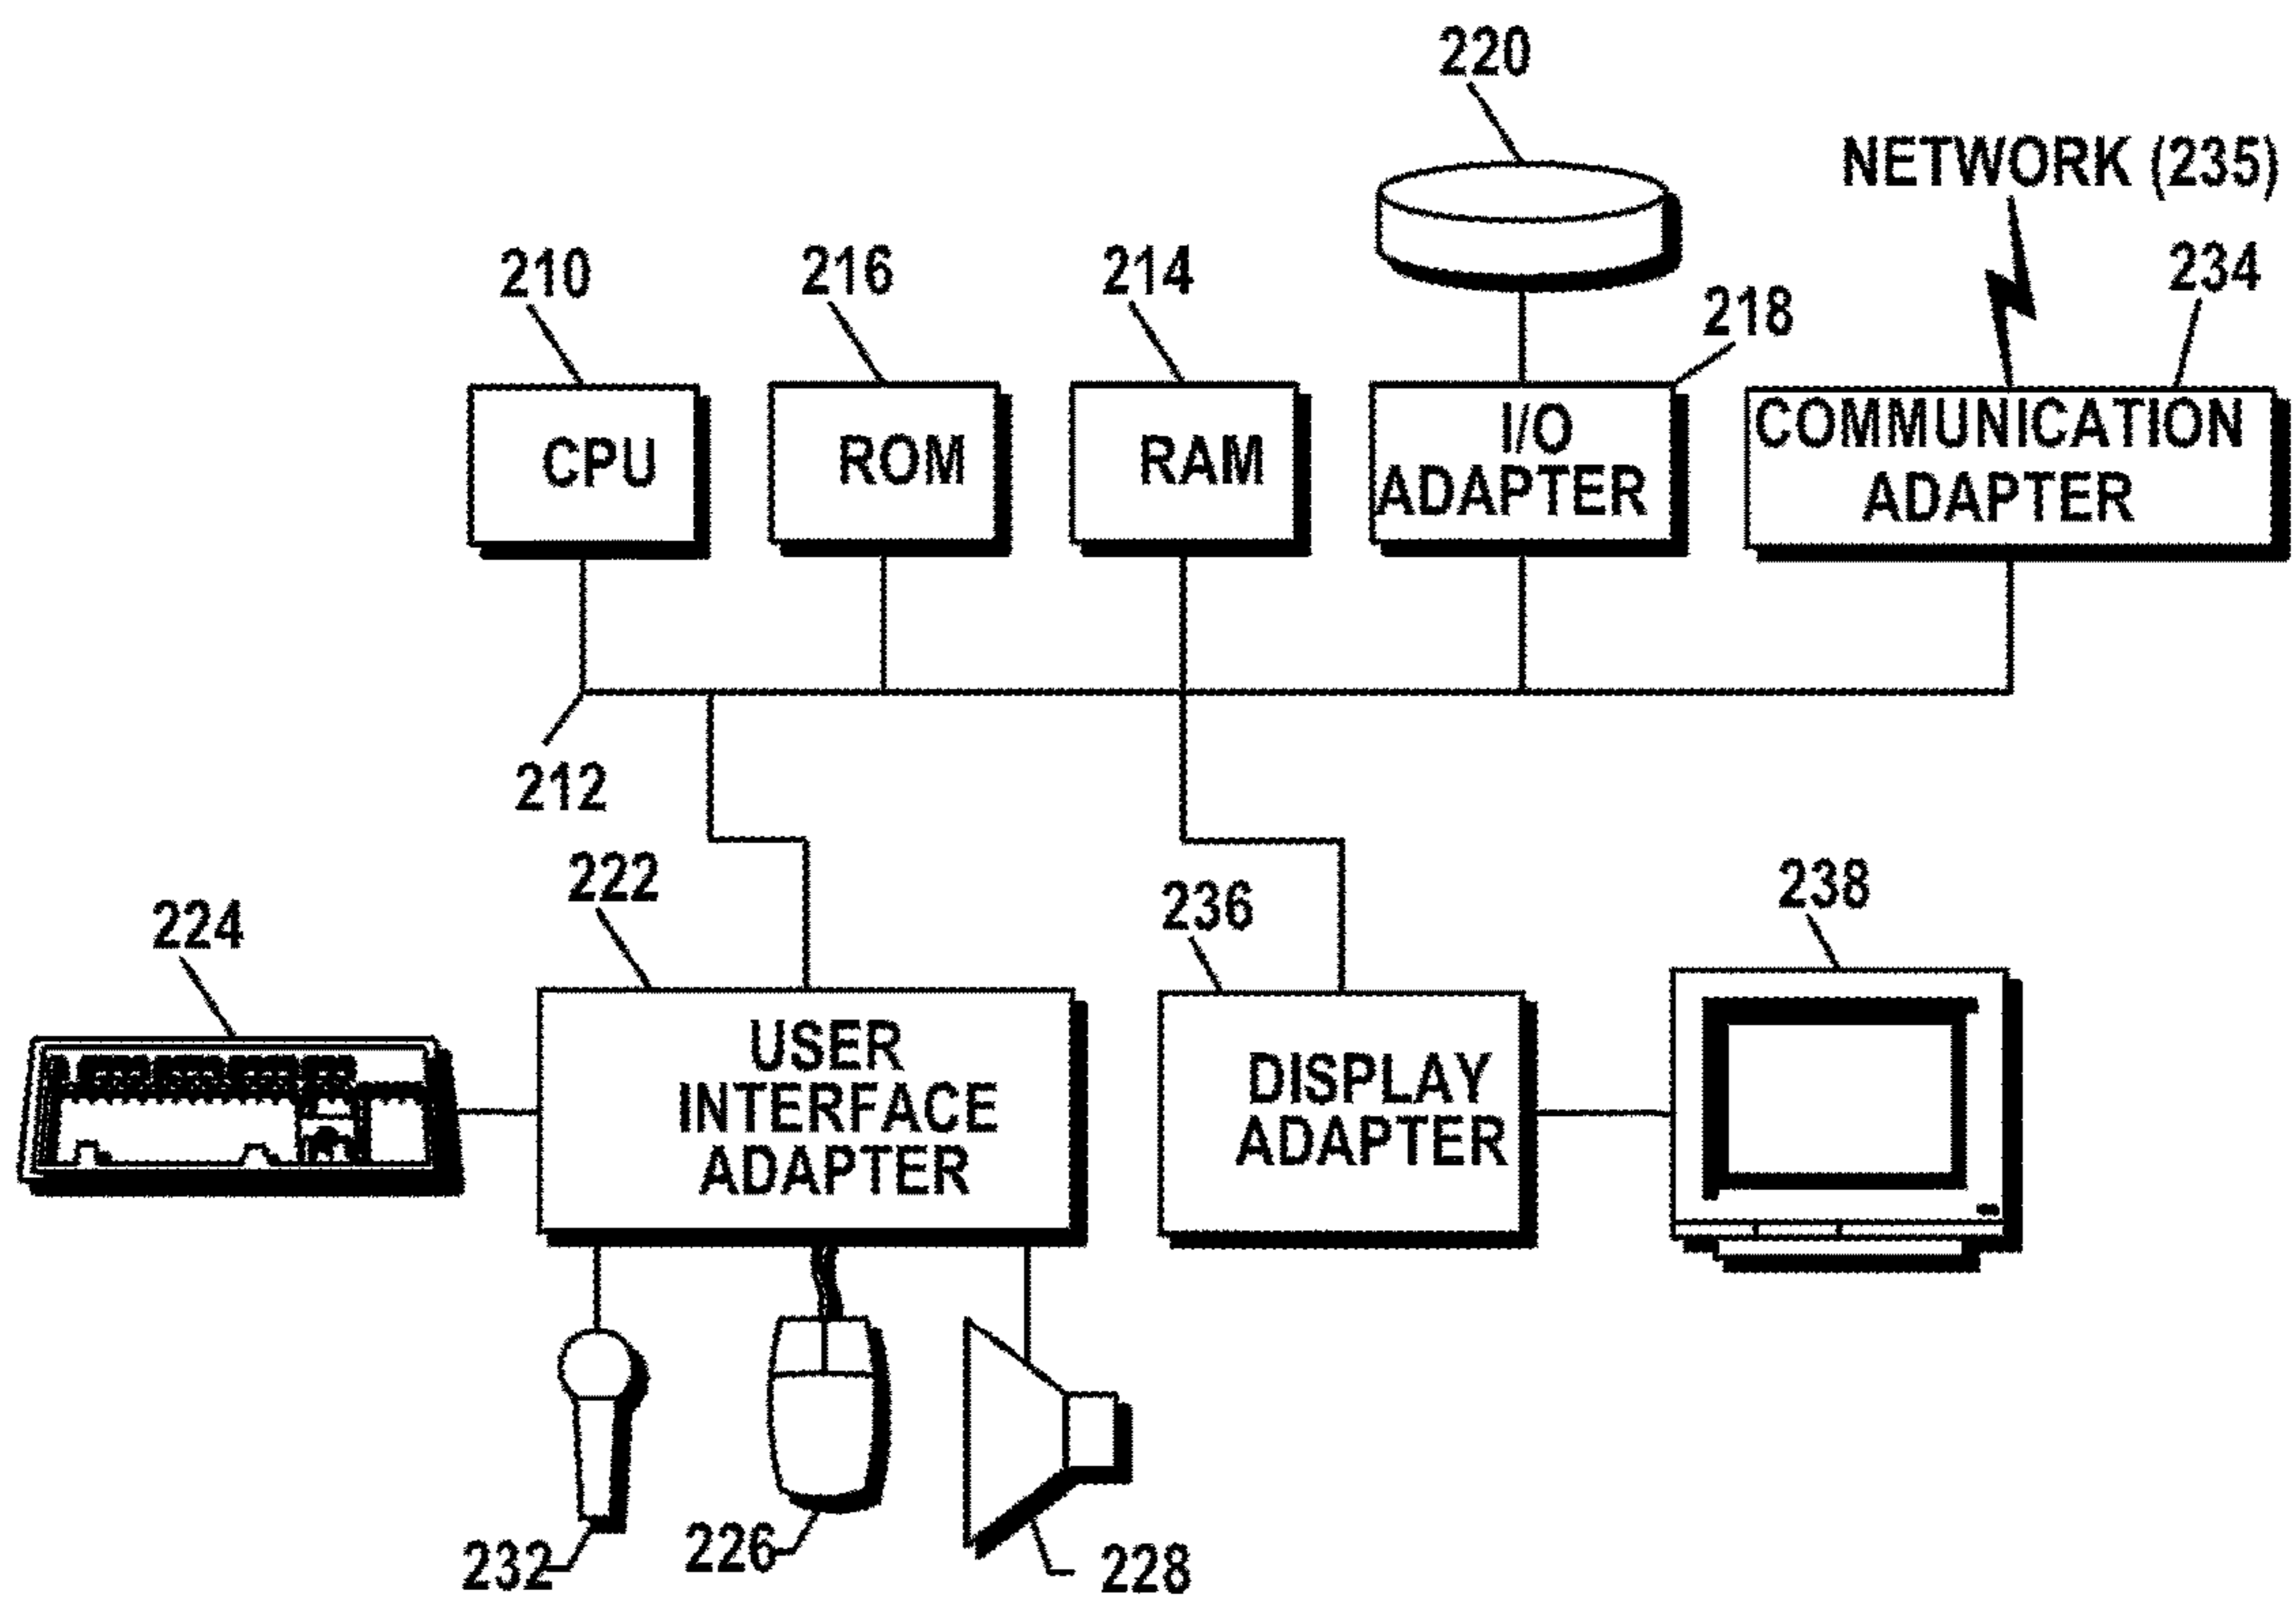 220
NETWORK (235)
210
216
214
218
234
CPU
ROM
RAM
I/O
ADAPTER
COMMUNICATION
ADAPTER
212
222
224
236
238
USER
INTERFACE
ADAPTER
DISPLAY
ADAPTER
232
226
228